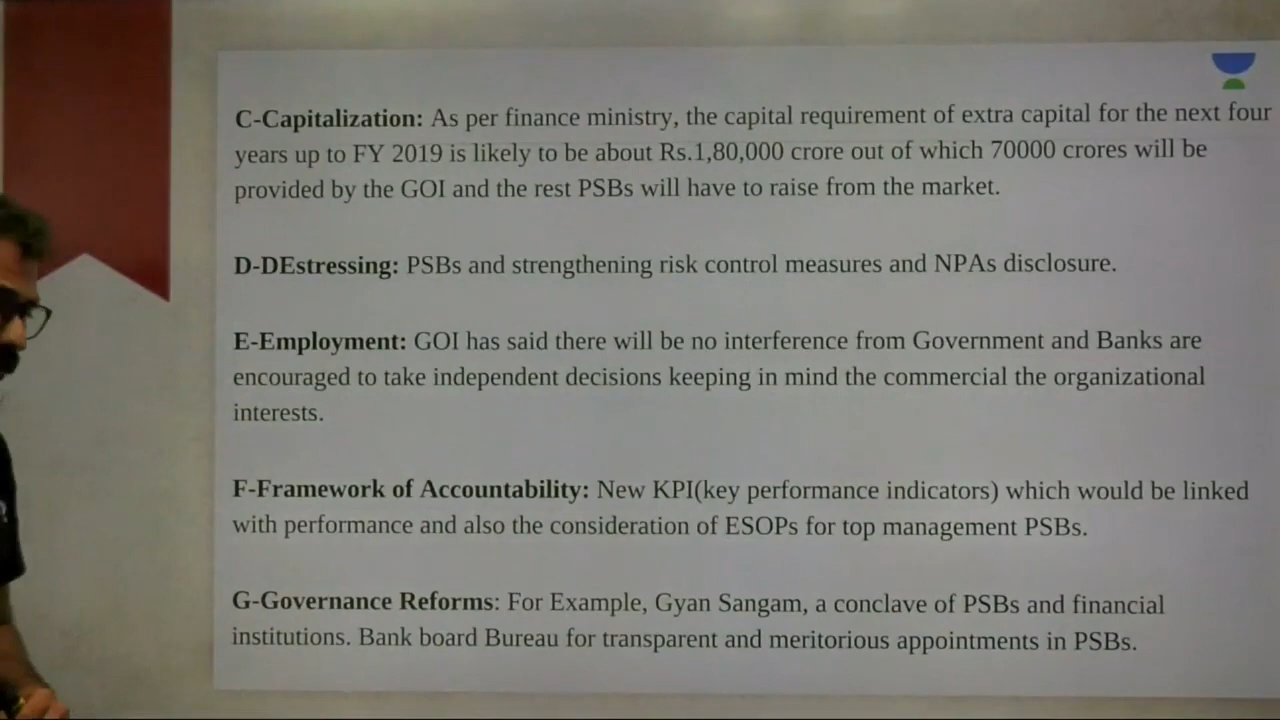 C-Capitalization: As per finance ministry, the capital requirement of extra capital for the next four
years up to FY 2019 is likely to be about Rs.1,80,000 crore out of which 70000 crores will be
provided by the GOI and the rest PSBs will have to raise from the market.
D-DEstressing: PSBs and strengthening risk control measures and NPAs disclosure.
E-Employment: GOI has said there will be no interference from Government and Banks are
encouraged to take independent decisions keeping in mind the commercial the organizational
interests.
F-Framework of Accountability: New KPI(key performance indicators) which would be linked
with performance and also the consideration of ESOPs for top management PSBs.
G-Governance Reforms: For Example, Gyan Sangam, a conclave of PSBs and financial
institutions. Bank board Bureau for transparent and meritorious appointments in PSBs.